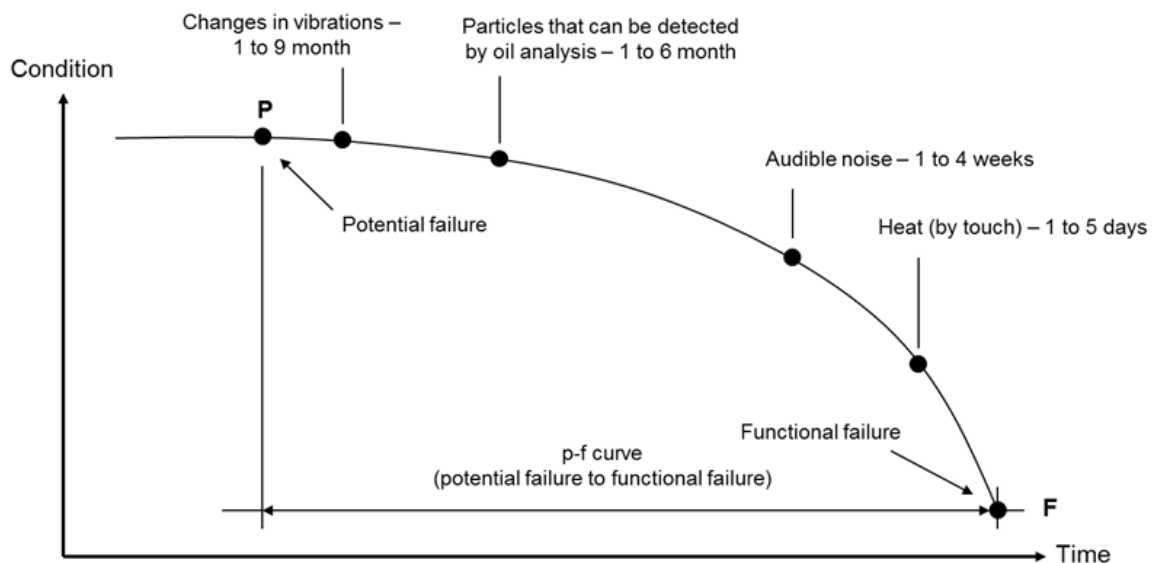 Changes in vibrations –
1 to 9 month
Particles that can be detected
by oil analysis – 1 to 6 month
Condition
P
Audible noise – 1 to 4 weeks
Potential failure
Heat (by touch) – 1 to 5 days
Functional failure
p-f curve
(potential failure to functional failure)
F
Time